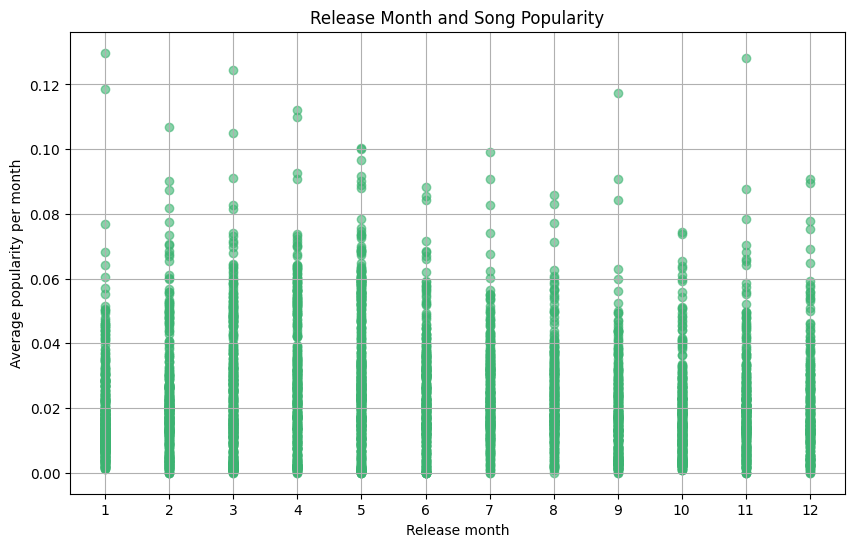 Release Month and Song Popularity
Average popularity per month
0.12
0.10
0.08
0.06
0.04
0.02
0.00
1 2 3 4 5 6 7 8 9 10 11 12
Release month